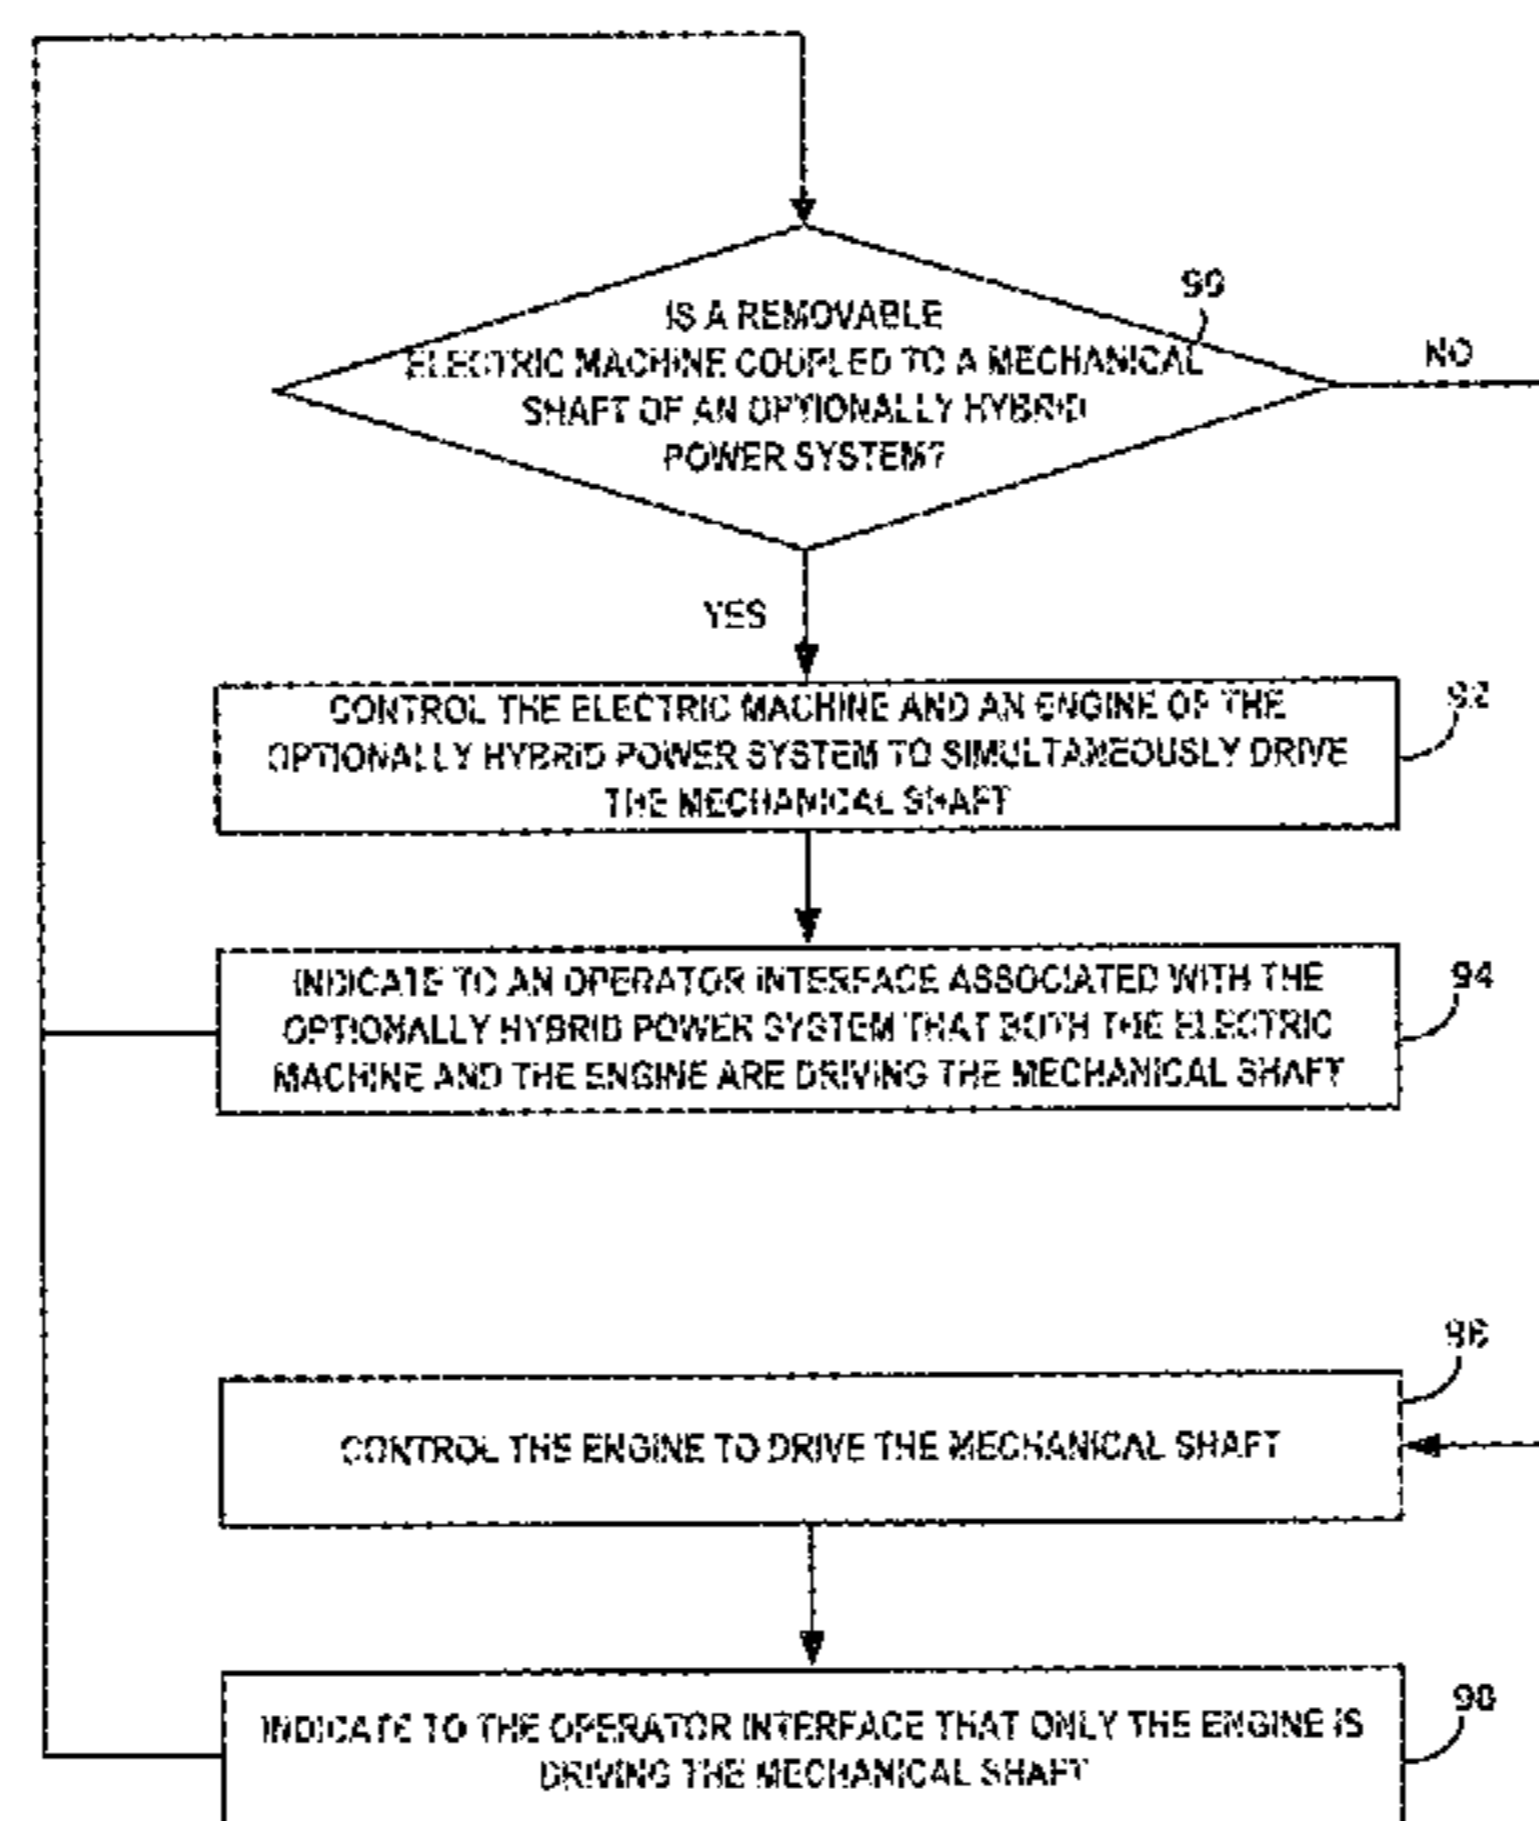 90
IS A REMOVABLE
ELECTRIC MACHINE COUPLED TO A MECHANICAL
SHAFT OF AN OPTIONALLY HYBRID
POWER SYSTEM?
NO
YES
92
CONTROL THE ELECTRIC MACHINE AND AN ENGINE OF THE
OPTIONALLY HYBRID POWER SYSTEM TO SIMULTANEOUSLY DRIVE
THE MECHANICAL SHAFT
94
INDICATE TO AN OPERATOR INTERFACE ASSOCIATED WITH THE
OPTIONALLY HYBRID POWER SYSTEM THAT BOTH THE ELECTRIC
MACHINE AND THE ENGINE ARE DRIVING THE MECHANICAL SHAFT
96
CONTROL THE ENGINE TO DRIVE THE MECHANICAL SHAFT
98
INDICATE TO THE OPERATOR INTERFACE THAT ONLY THE ENGINE IS
DRIVING THE MECHANICAL SHAFT